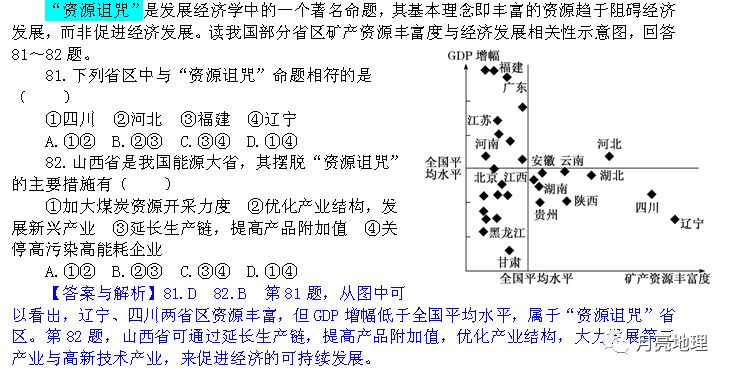 “资源诅咒”是发展经济学中的一个著名命题，其基本理念即丰富的资源趋于阻碍经济
发展，而非促进经济发展。读我国部分省区矿产资源丰富度与经济发展相关性示意图，回答
81～82题。
81.下列省区中与“资源诅咒”命题相符的是
（　　）
①四川　②河北　③福建　④辽宁
A.①②　B.②③　C.③④　D.①④
82.山西省是我国能源大省，其摆脱“资源诅咒”
的主要措施有（　　）
①加大煤炭资源开采力度　②优化产业结构，发
展新兴产业　③延长生产链，提高产品附加值　④关
停高污染高能耗企业
A.①②　B.②③　C.③④　D.①④
GDP 增幅
福建
广东
江苏
河南
河北
全国平
均水平
安徽
云南
北京
江西
湖北
湖南
贵州
陕西
四川
辽宁
黑龙江
甘肃
全国平均水平
矿产资源丰富度
【答案与解析】81.D　82.B　第81题，从图中可
以看出，辽宁、四川两省区资源丰富，但GDP增幅低于全国平均水平，属于“资源诅咒”省
区。第82题，山西省可通过延长生产链，提高产品附加值，优化产业结构，大力发展第三
产业与高新技术产业，来促进经济的可持续发展。
月亮地理